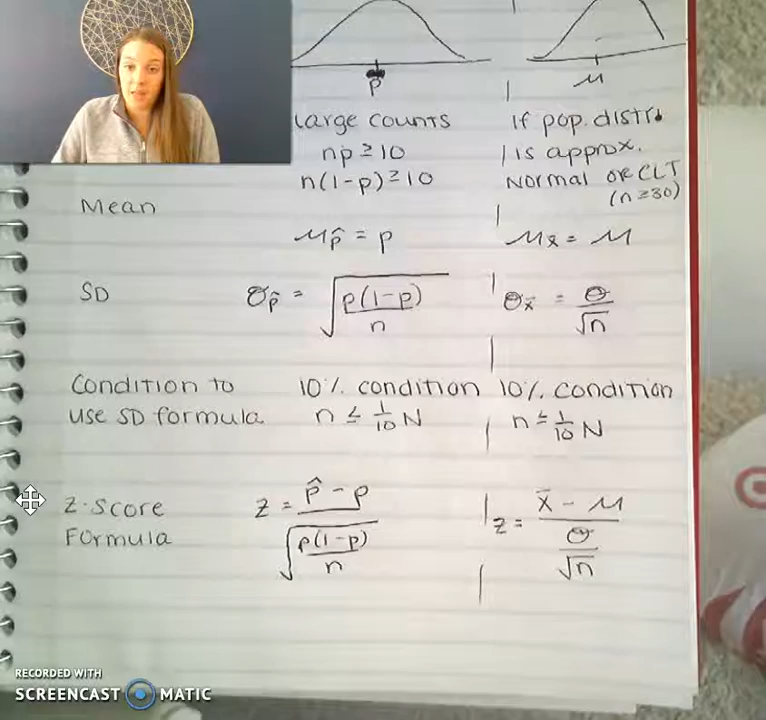 p
μ
Large counts
If pop. distr.
np ≥ 10
is approx.
n(1-p) ≥ 10
Normal or CLT
(n ≥ 30)
Mean
μp̂ = p
μx̄ = μ
SD
σp̂ = √(p(1-p)/n)
σx̄ = σ/√n
Condition to
10% condition
10% condition
use SD formula
n ≤ 1/10 N
n ≤ 1/10 N
Z-score
Formula
z = (p̂ - p)/√(p(1-p)/n)
z = (x̄ - μ)/(σ/√n)
RECORDED WITH
SCREENCAST MATIC